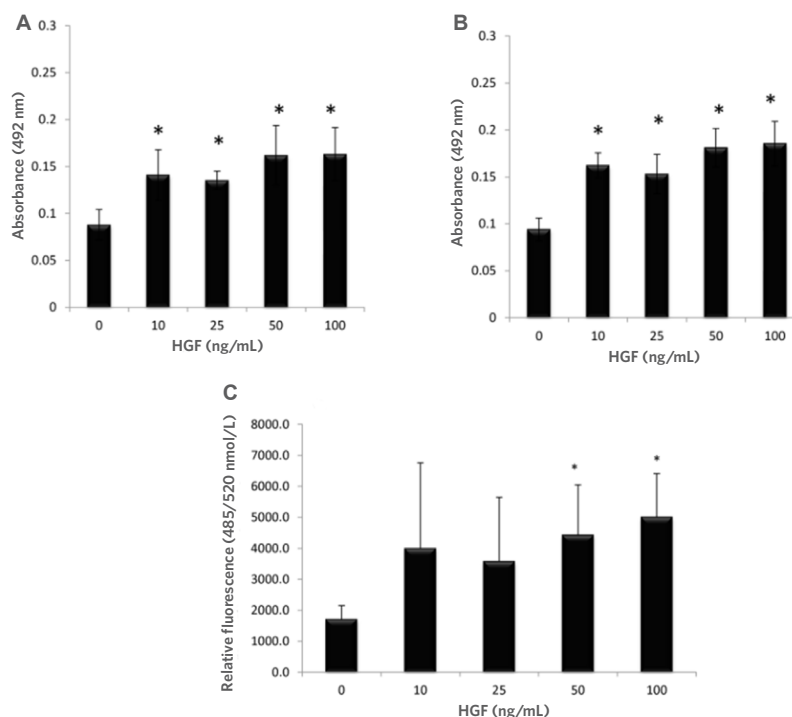 A
Absorbance (492 nm)
0.3
0.25
0.2
0.15
0.1
0.05
0
* * * *
0 10 25 50 100
HGF (ng/mL)
B
Absorbance (492 nm)
0.3
0.25
0.2
0.15
0.1
0.05
0
* * * *
0 10 25 50 100
HGF (ng/mL)
C
Relative fluorescence (485/520 nmol/L)
8000.0
7000.0
6000.0
5000.0
4000.0
3000.0
2000.0
1000.0
0.0
* *
0 10 25 50 100
HGF (ng/mL)